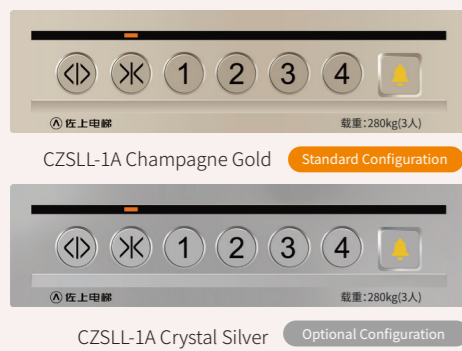 1 2 3 4
佐上电梯 载重:280kg(3人)
CZSLL-1A Champagne Gold Standard Configuration
1 2 3 4
佐上电梯 载重:280kg(3人)
CZSLL-1A Crystal Silver Optional Configuration